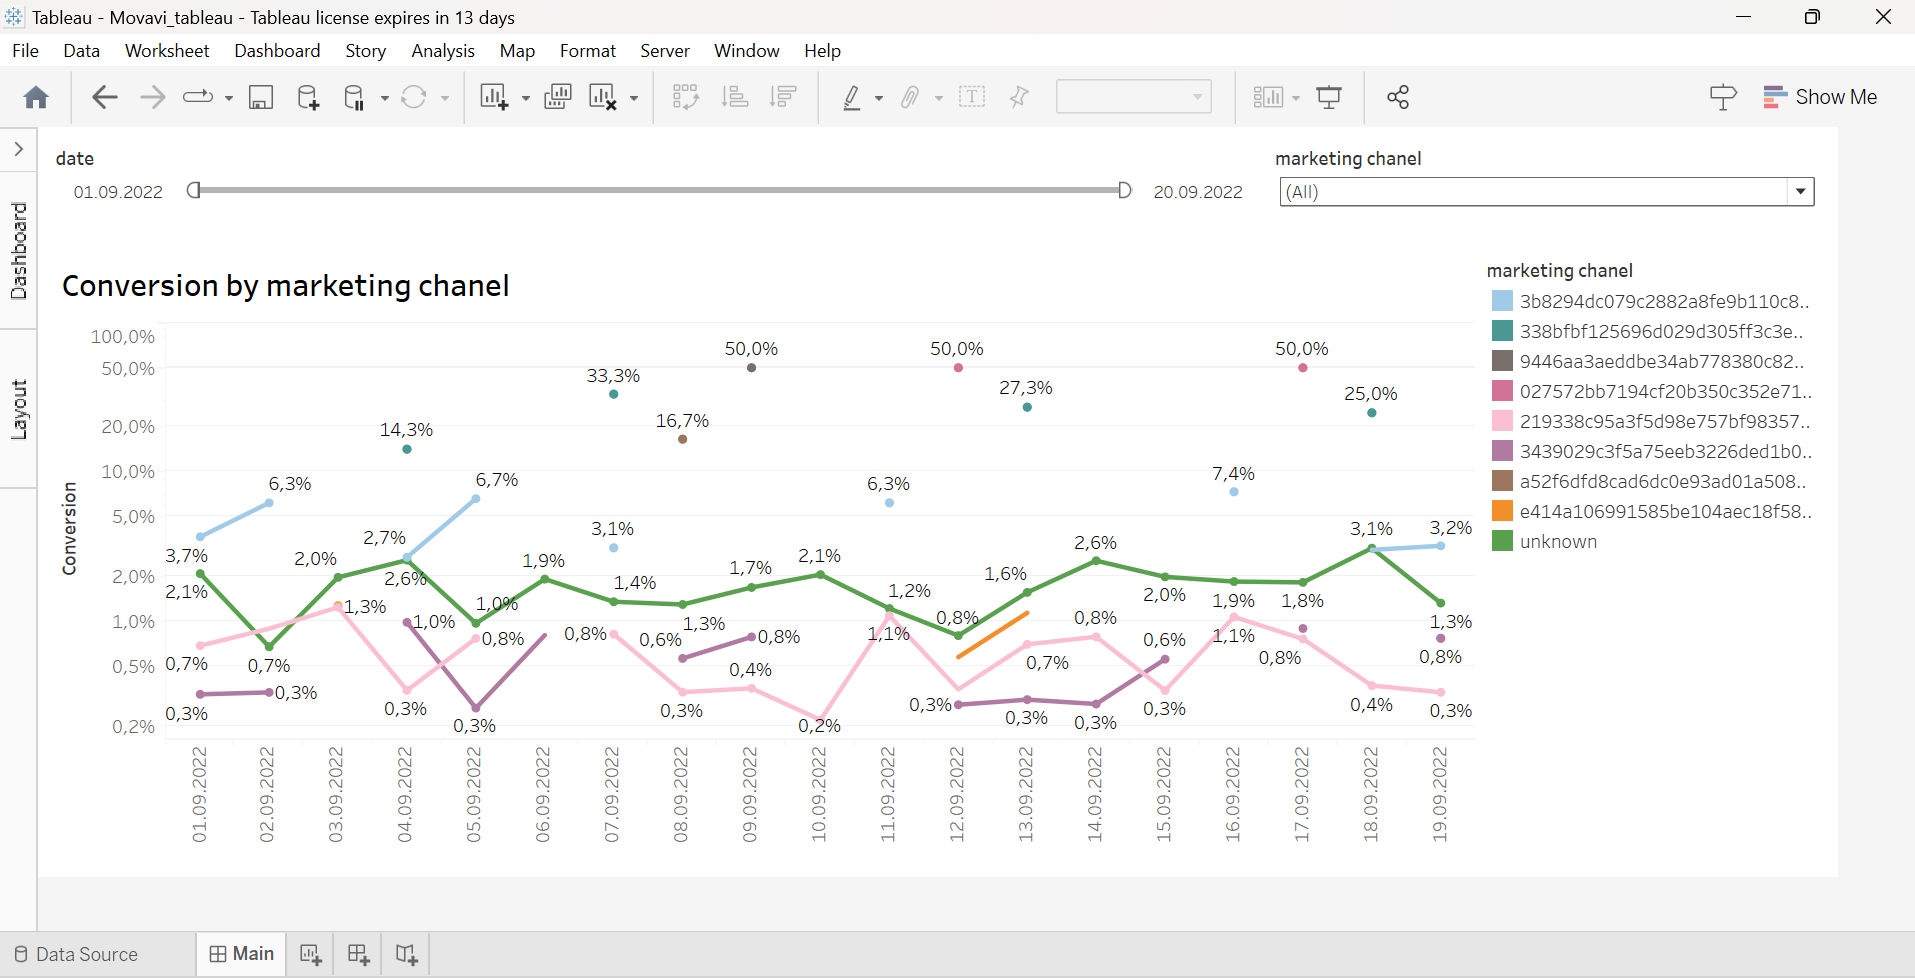 Tableau - Movavi_tableau - Tableau license expires in 13 days
File Data Worksheet Dashboard Story Analysis Map Format Server Window Help
Show Me
Dashboard
Layout
date
01.09.2022
20.09.2022
marketing chanel
(All)
Conversion by marketing chanel
Conversion
100,0%
50,0%
20,0%
10,0%
5,0%
2,0%
1,0%
0,5%
0,2%
50,0% 50,0% 50,0%
33,3% 27,3% 25,0%
14,3% 16,7%
6,3% 6,7% 6,3% 7,4%
3,7% 2,7% 3,1% 2,6% 3,1% 3,2%
2,1% 2,0% 2,6% 1,9% 1,4% 1,7% 2,1% 1,2% 1,6% 2,0% 1,9% 1,8%
1,3% 1,0% 1,0% 0,8% 0,8% 0,6% 1,3% 0,8% 1,1% 0,8% 0,8% 0,6% 1,1% 1,3%
0,7% 0,7% 0,4% 0,7% 0,8% 0,8%
0,3% 0,3% 0,3% 0,3% 0,3% 0,2% 0,3% 0,3% 0,3% 0,3% 0,4% 0,3%
01.09.2022
02.09.2022
03.09.2022
04.09.2022
05.09.2022
06.09.2022
07.09.2022
08.09.2022
09.09.2022
10.09.2022
11.09.2022
12.09.2022
13.09.2022
14.09.2022
15.09.2022
16.09.2022
17.09.2022
18.09.2022
19.09.2022
marketing chanel
3b8294dc079c2882a8fe9b110c8..
338bfbf125696d029d305ff3c3e..
9446aa3aeddbe34ab778380c82..
027572bb7194cf20b350c352e71..
219338c95a3f5d98e757bf98357..
3439029c3f5a75eeb3226ded1b0..
a52f6dfd8cad6dc0e93ad01a508..
e414a106991585be104aec18f58..
unknown
Data Source
Main